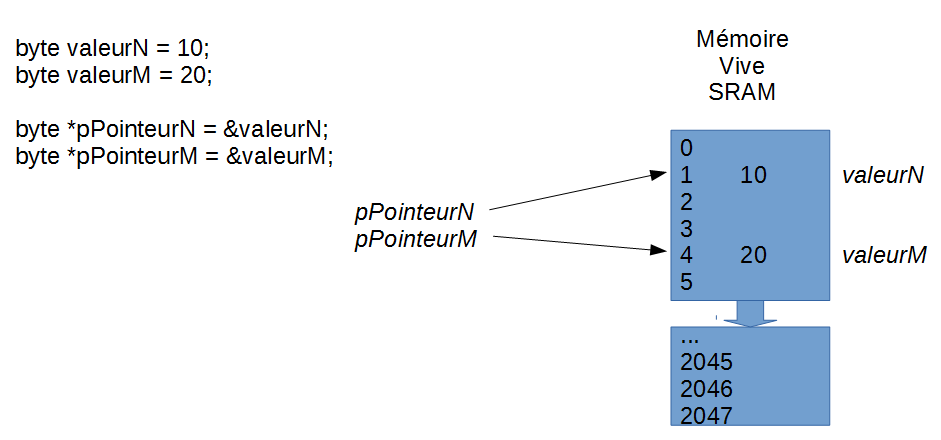 byte valeurN = 10;
byte valeurM = 20;
byte *pPointeurN = &valeurN;
byte *pPointeurM = &valeurM;
Mémoire
Vive
SRAM
pPointeurN
pPointeurM
0
1 10 valeurN
2
3
4 20 valeurM
5
...
2045
2046
2047